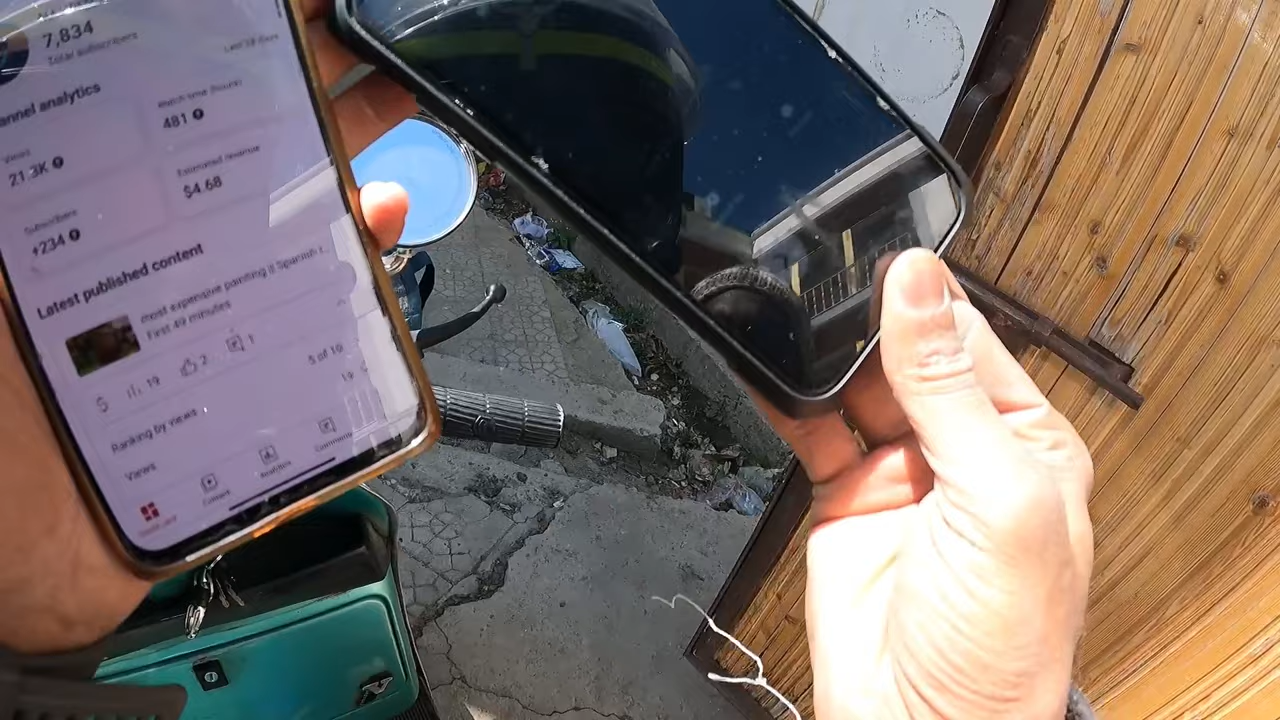 7,834
Total subscribers
Last 28 days
annel analytics
Views
21.3K
Watch time (hours)
481
Subscribers
+234
Estimated revenue
$4.68
Latest published content
most expensive painting it Spanish r...
First 49 minutes
19
2
1
Ranking by views
5 of 10
Views
19
Content
Analytics